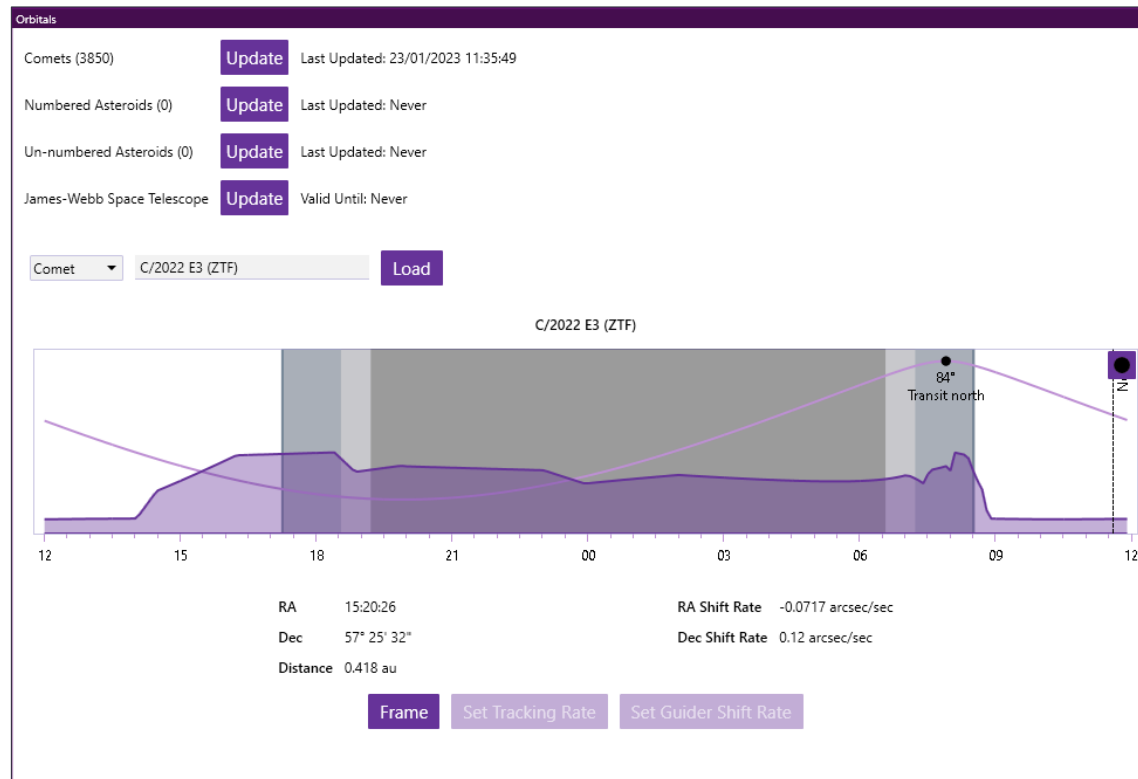 Orbitals
Comets (3850) Update Last Updated: 23/01/2023 11:35:49
Numbered Asteroids (0) Update Last Updated: Never
Un-numbered Asteroids (0) Update Last Updated: Never
James-Webb Space Telescope Update Valid Until: Never
Comet C/2022 E3 (ZTF) Load
C/2022 E3 (ZTF)
84°
Transit north
12 15 18 21 00 03 06 09 12
RA 15:20:26 RA Shift Rate -0.0717 arcsec/sec
Dec 57° 25' 32" Dec Shift Rate 0.12 arcsec/sec
Distance 0.418 au
Frame Set Tracking Rate Set Guider Shift Rate